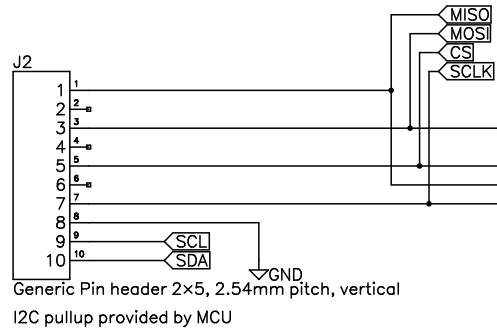 MISO
MOSI
CS
SCLK
J2
1 1
2 2
3 3
4 4
5 5
6 6
7 7
8 8
9 9 SCL
10 10 SDA
GND
Generic Pin header 2×5, 2.54mm pitch, vertical
I2C pullup provided by MCU